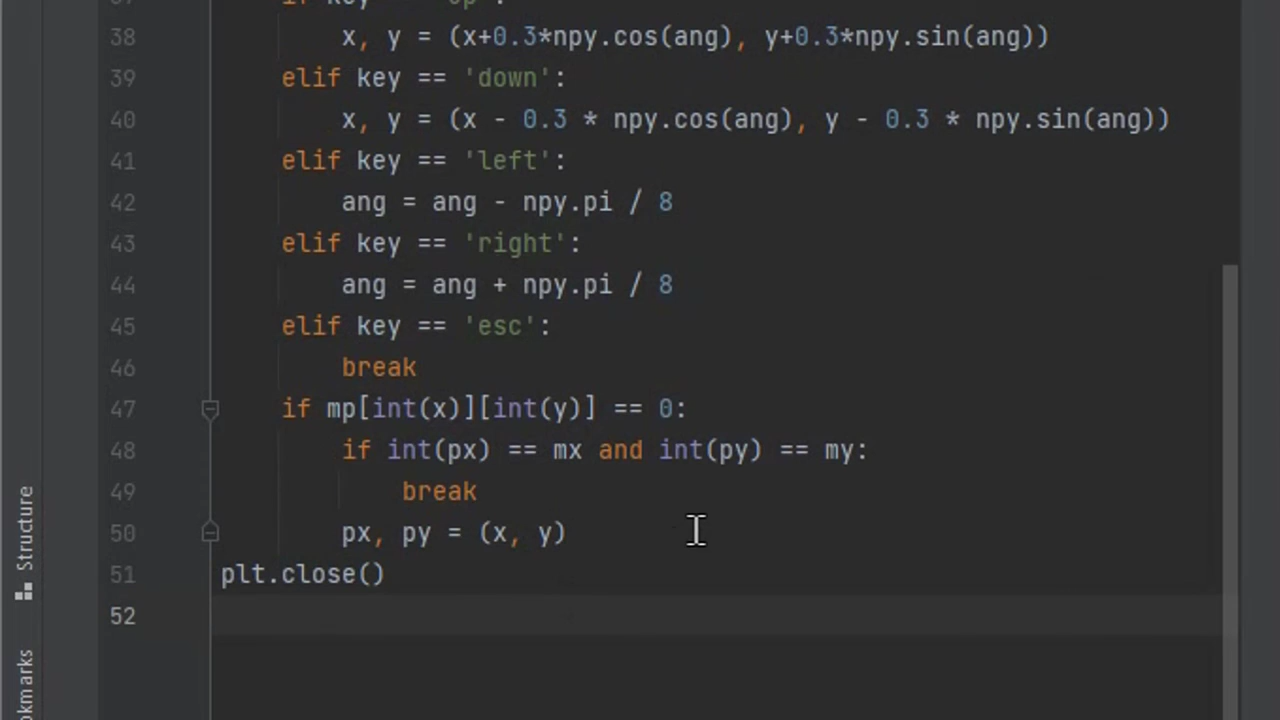 37 if key == 'up':
38 x, y = (x+0.3*npy.cos(ang), y+0.3*npy.sin(ang))
39 elif key == 'down':
40 x, y = (x - 0.3 * npy.cos(ang), y - 0.3 * npy.sin(ang))
41 elif key == 'left':
42 ang = ang - npy.pi / 8
43 elif key == 'right':
44 ang = ang + npy.pi / 8
45 elif key == 'esc':
46 break
47 if mp[int(x)][int(y)] == 0:
48 if int(px) == mx and int(py) == my:
49 break
50 px, py = (x, y)
51 plt.close()
52
Structure